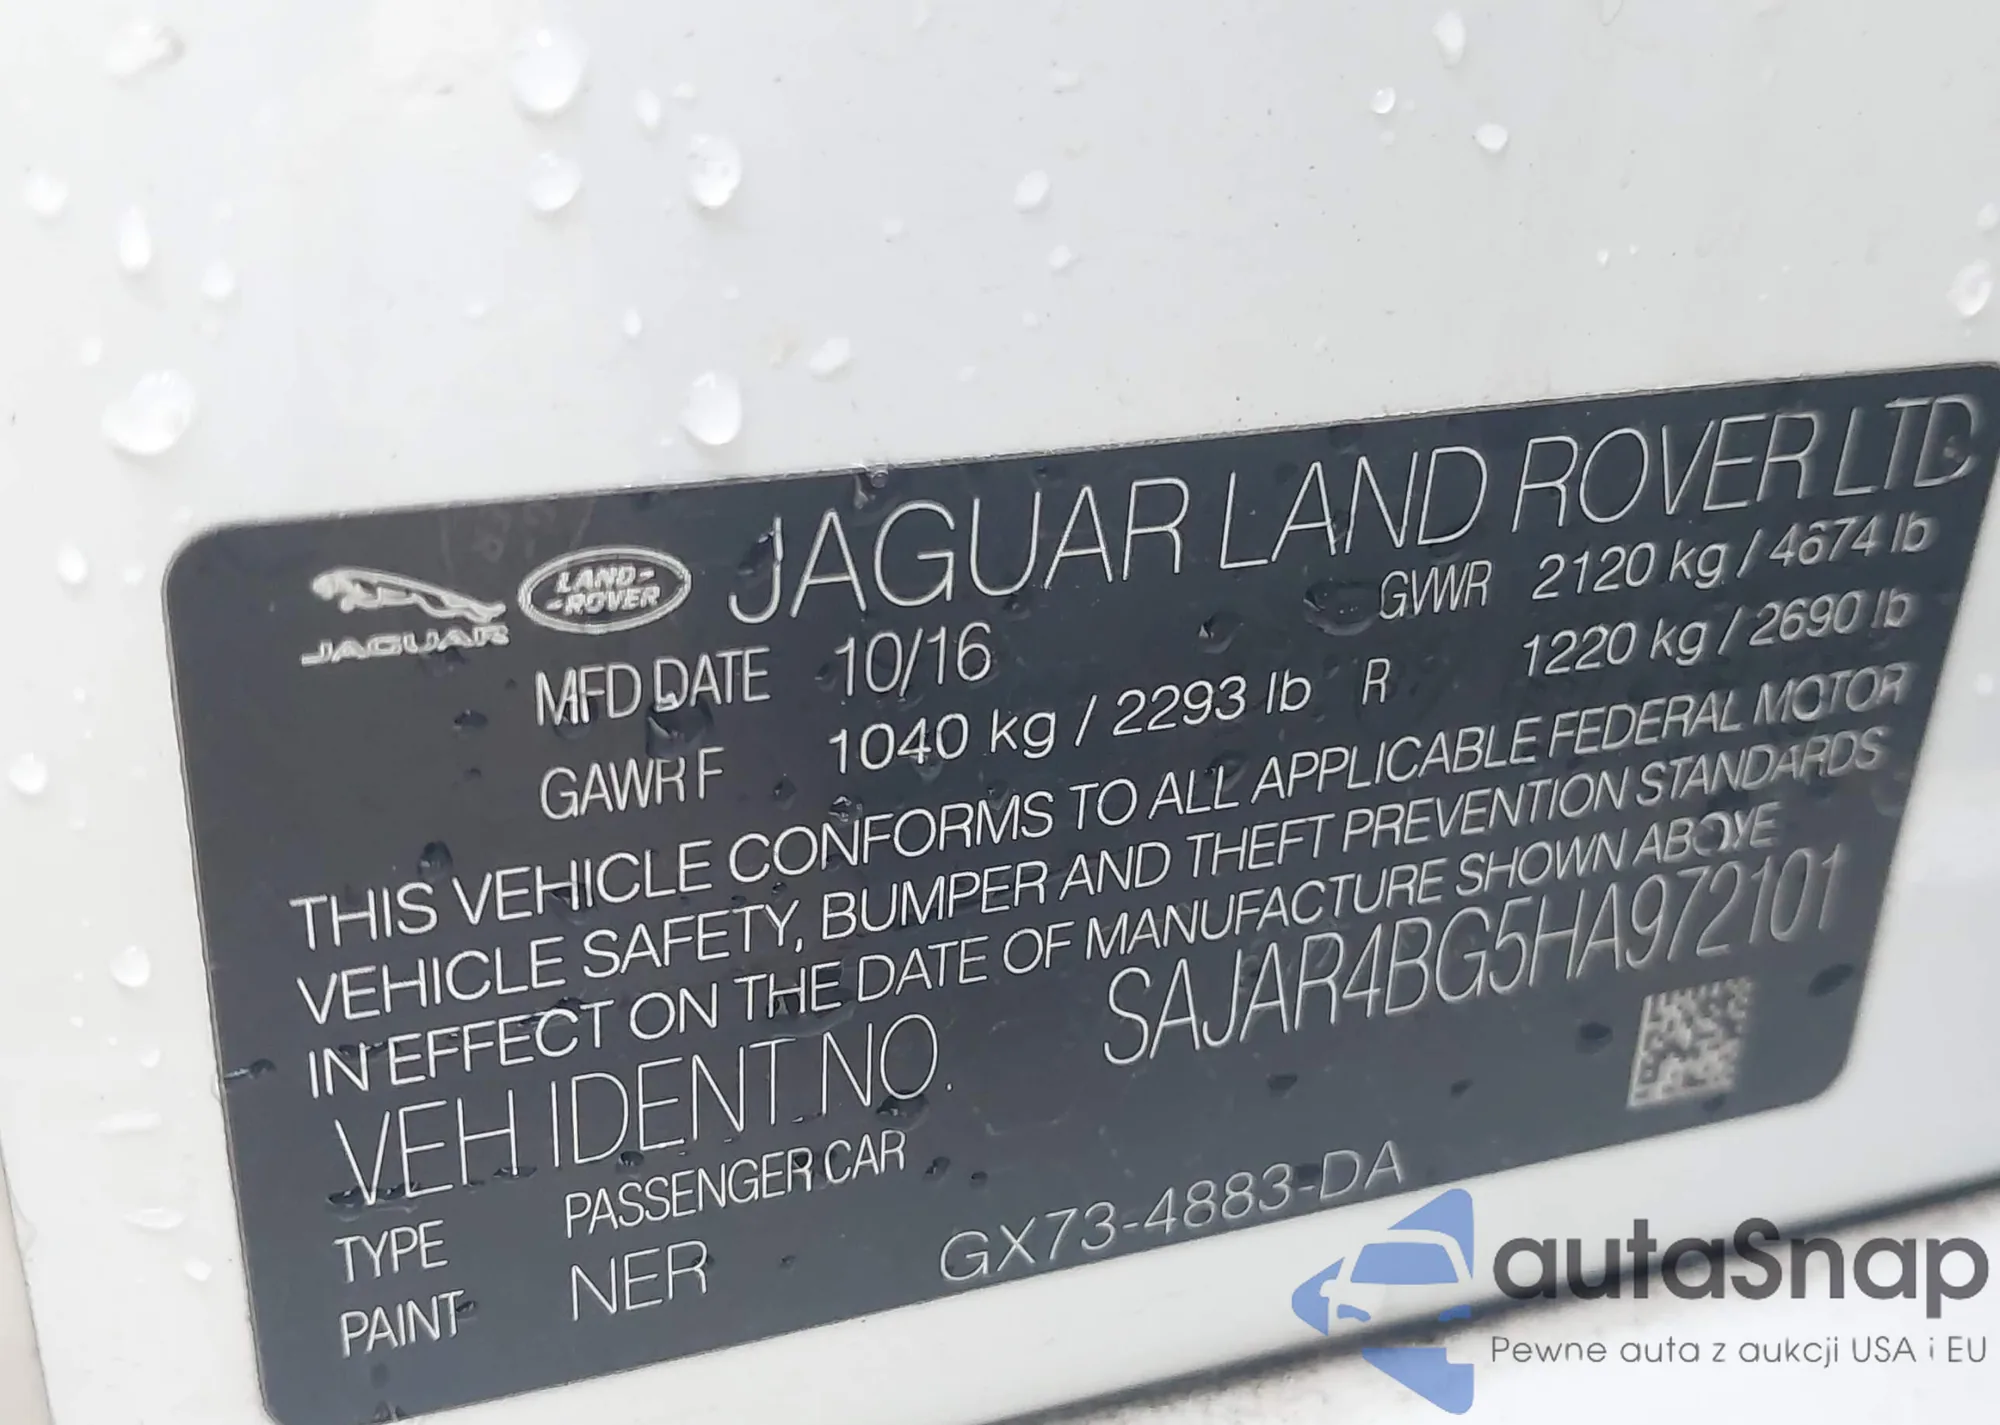 JAGUAR LAND-ROVER JAGUAR LAND ROVER LTD
MFD DATE 10/16 GVWR 2120 kg / 4674 lb
GAWR F 1040 kg / 2293 lb R 1220 kg / 2690 lb
THIS VEHICLE CONFORMS TO ALL APPLICABLE FEDERAL MOTOR
VEHICLE SAFETY, BUMPER AND THEFT PREVENTION STANDARDS
IN EFFECT ON THE DATE OF MANUFACTURE SHOWN ABOVE
VEH IDENT NO. SAJAR4BG5HA972101
TYPE PASSENGER CAR
PAINT NER GX73-4883-DA
autaSnap
Pewne auta z aukcji USA i EU